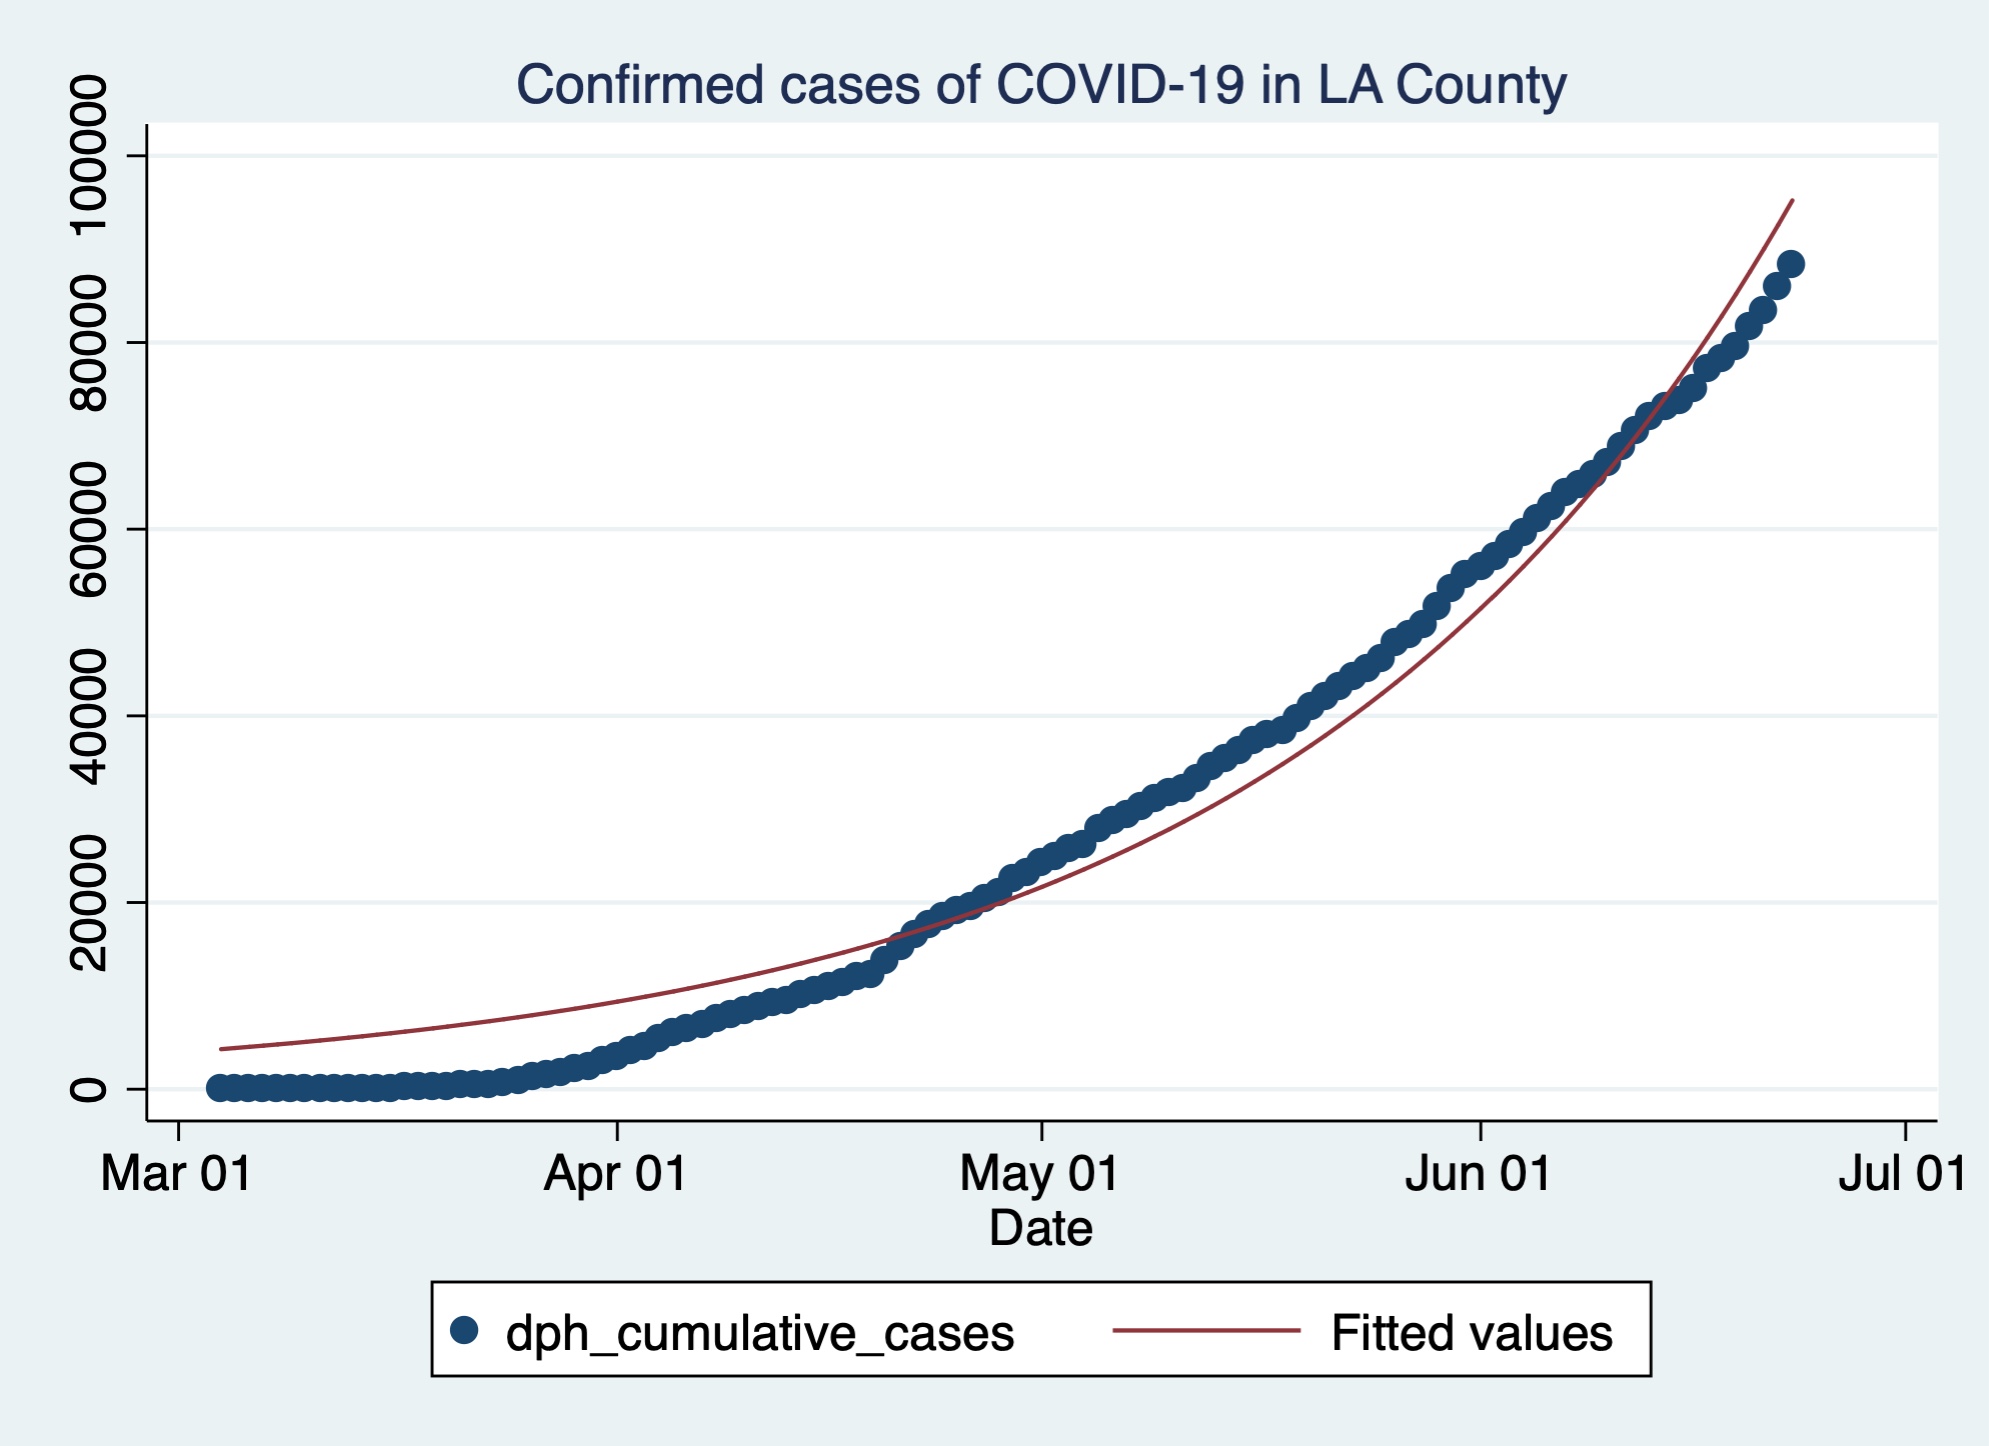 Confirmed cases of COVID-19 in LA County
100000
80000
60000
40000
20000
0
Mar 01 Apr 01 May 01 Jun 01 Jul 01
Date
dph_cumulative_cases Fitted values